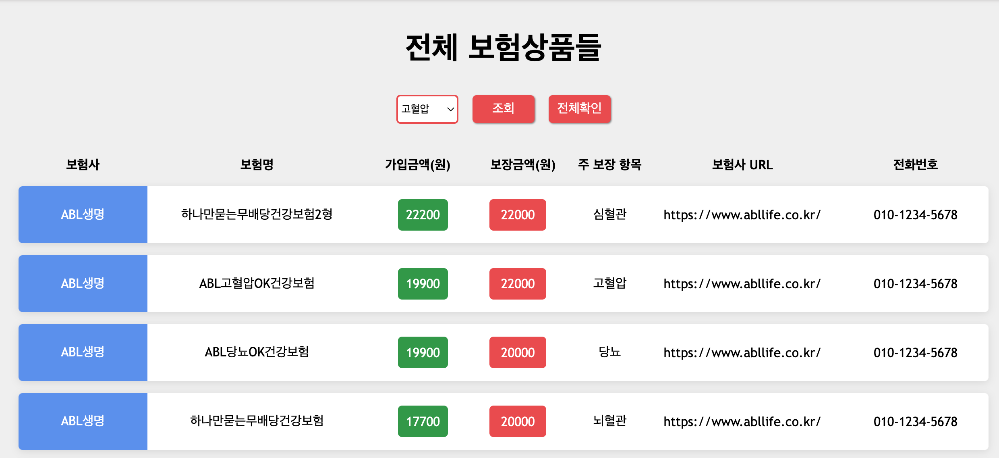 전체 보험상품들
고혈압 조회 전체확인
보험사 보험명 가입금액(원) 보장금액(원) 주 보장 항목 보험사 URL 전화번호
ABL생명 하나만묻는무배당건강보험2형 22200 22000 심혈관 https://www.abllife.co.kr/ 010-1234-5678
ABL생명 ABL고혈압OK건강보험 19900 22000 고혈압 https://www.abllife.co.kr/ 010-1234-5678
ABL생명 ABL당뇨OK건강보험 19900 20000 당뇨 https://www.abllife.co.kr/ 010-1234-5678
ABL생명 하나만묻는무배당건강보험 17700 20000 뇌혈관 https://www.abllife.co.kr/ 010-1234-5678